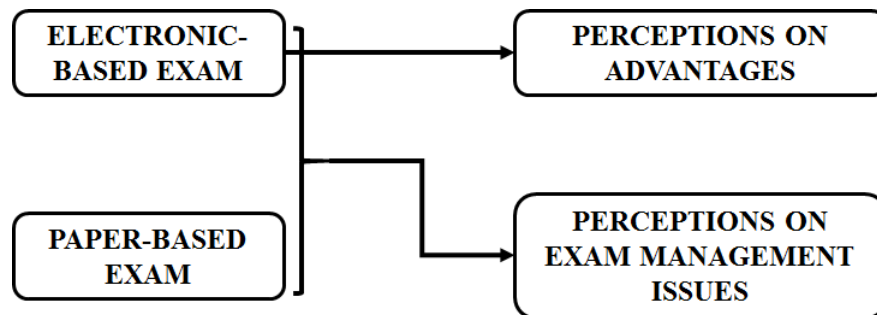 ELECTRONIC-
BASED EXAM
PERCEPTIONS ON
ADVANTAGES
PAPER-BASED
EXAM
PERCEPTIONS ON
EXAM MANAGEMENT
ISSUES